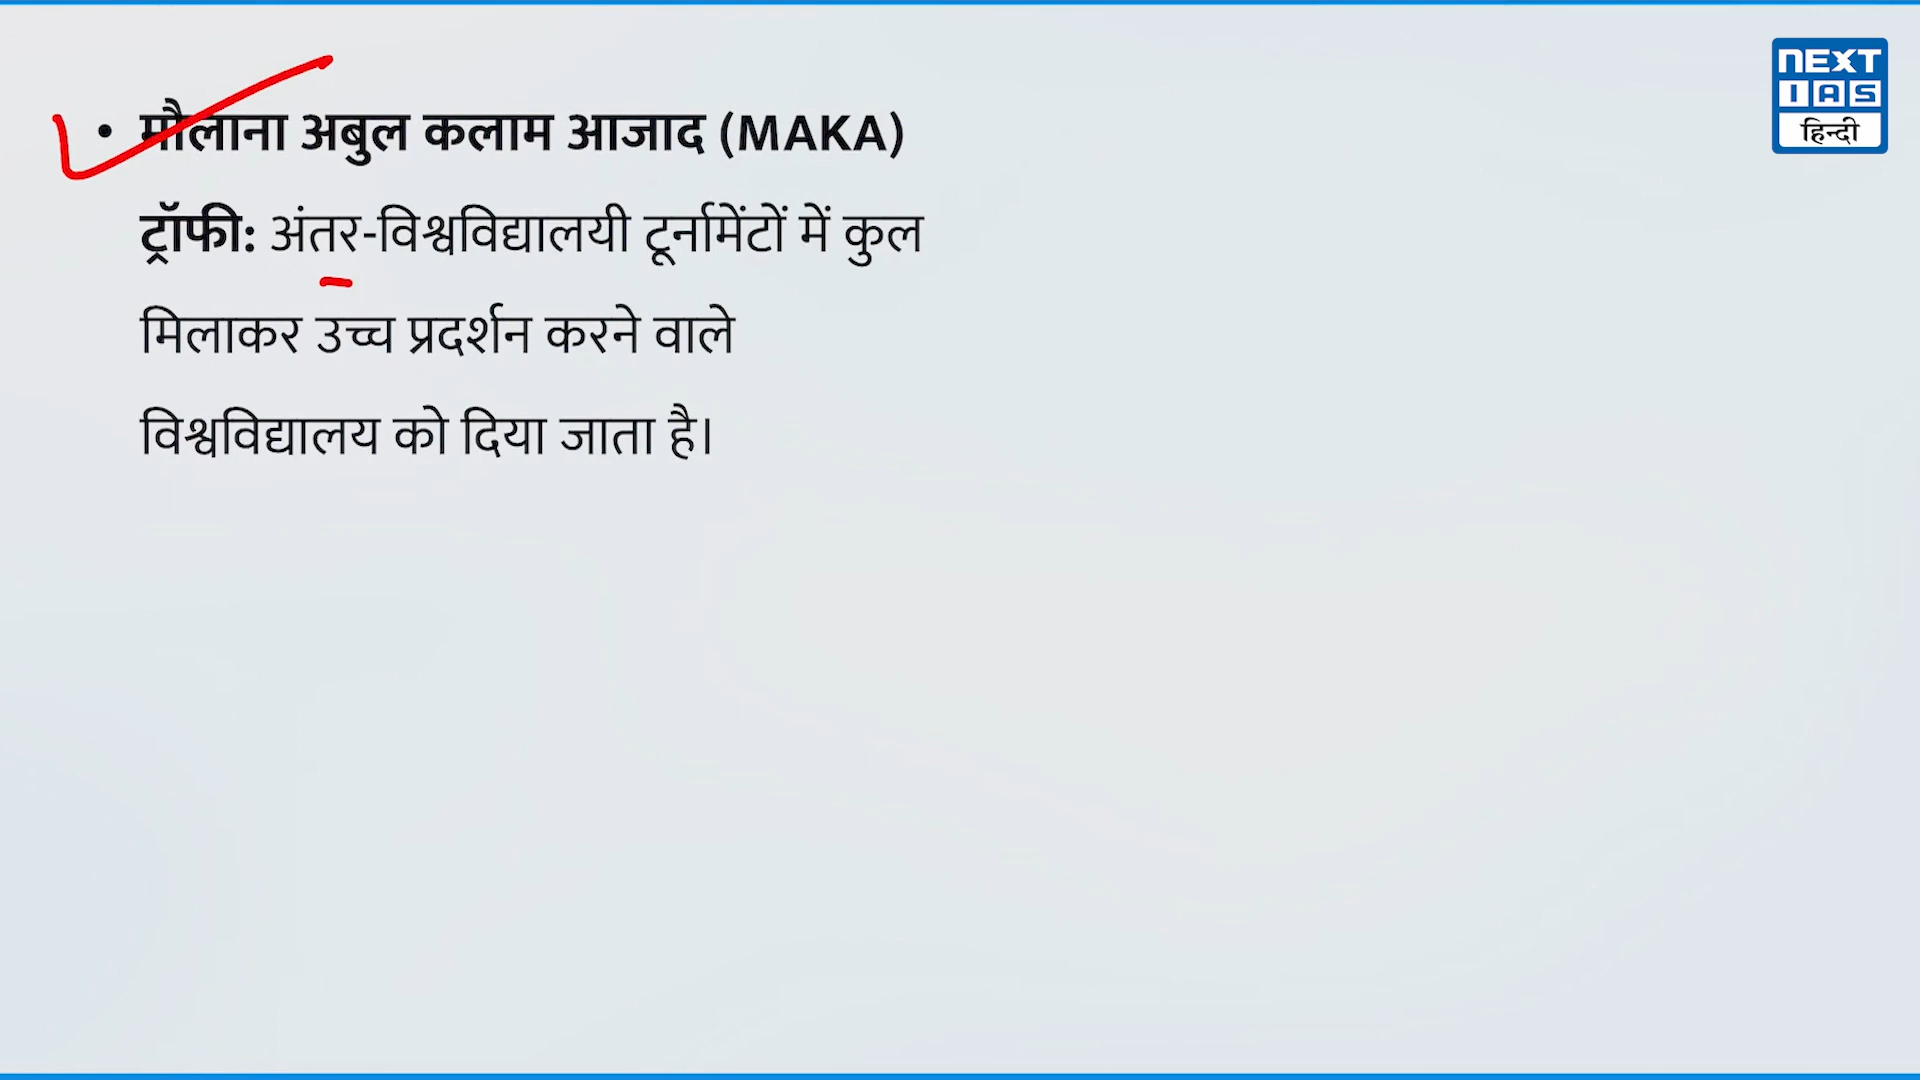 NEXT
IAS
हिन्दी
• मौलाना अबुल कलाम आजाद (MAKA)
ट्रॉफी: अंतर-विश्वविद्यालयी टूर्नामेंटों में कुल
मिलाकर उच्च प्रदर्शन करने वाले
विश्वविद्यालय को दिया जाता है।